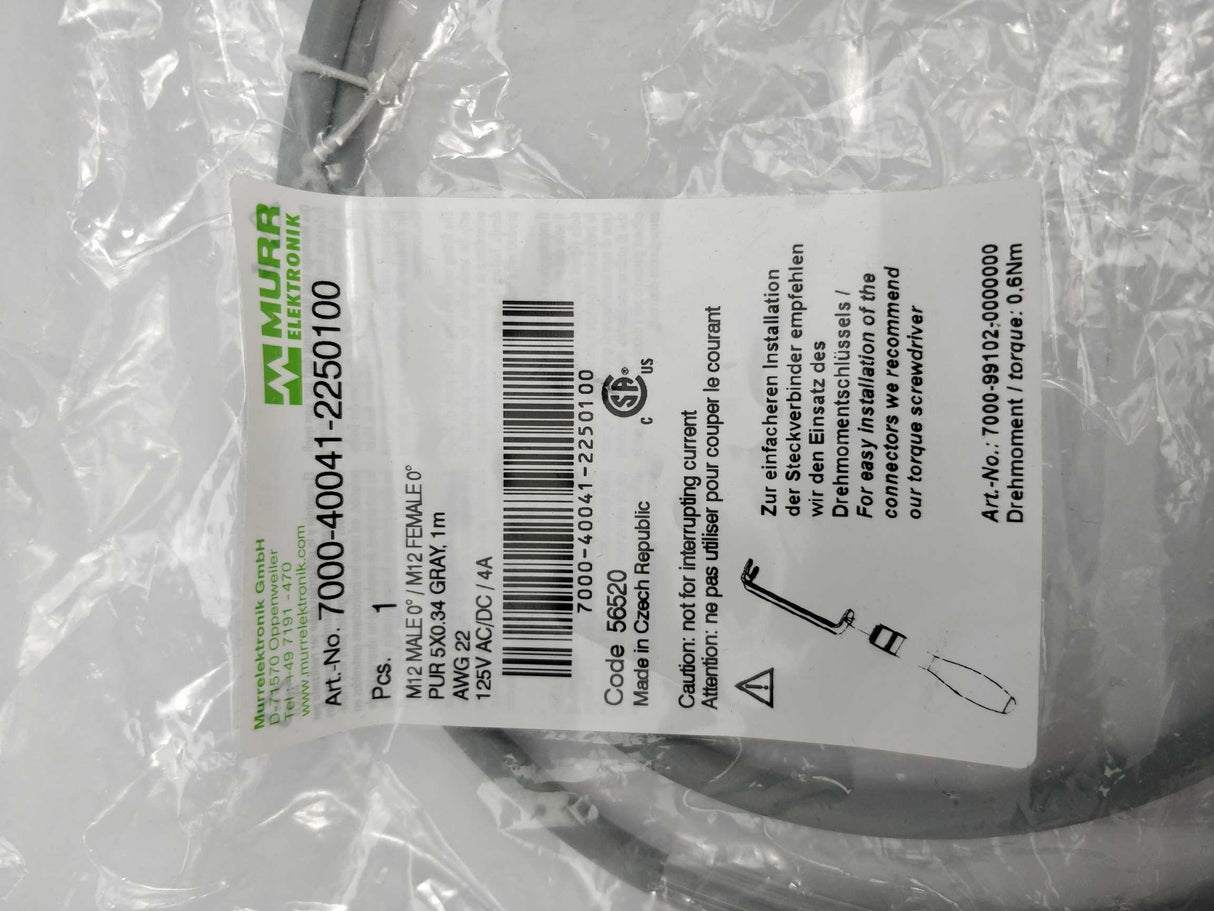 Murrelektronik GmbH
D-71570 Oppenweiler
Tel.: +49 7191 - 470
www.murrelektronik.com
MURR
ELEKTRONIK
Art.-No. 7000-40041-2250100
Pcs. 1
M12 MALE 0° / M12 FEMALE 0°
PUR 5X0.34 GRAY, 1m
AWG 22
125V AC/DC / 4A
7000-40041-2250100
Code 56520
Made in Czech Republic
C SA ® US
Caution: not for interrupting current
Attention: ne pas utiliser pour couper le courant
Zur einfacheren Installation
der Steckverbinder empfehlen
wir den Einsatz des
Drehmomentschlüssels /
For easy installation of the
connectors we recommend
our torque screwdriver
Art.-No.: 7000-99102-0000000
Drehmoment / torque: 0,6Nm